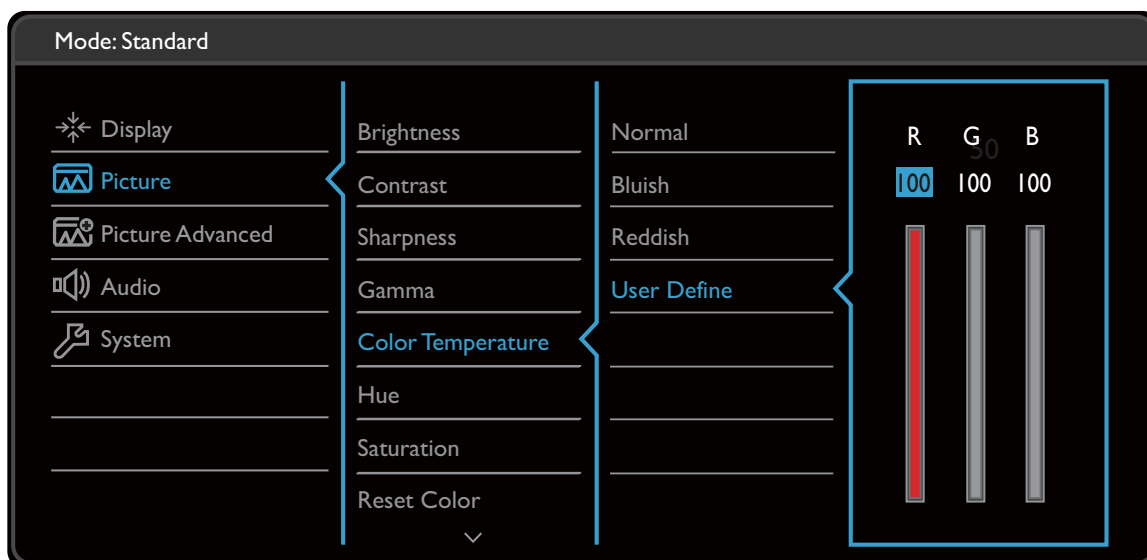 Mode: Standard
Display
Picture
Picture Advanced
Audio
System
Brightness
Contrast
Sharpness
Gamma
Color Temperature
Hue
Saturation
Reset Color
Normal
Bluish
Reddish
User Define
R G B
50
100 100 100